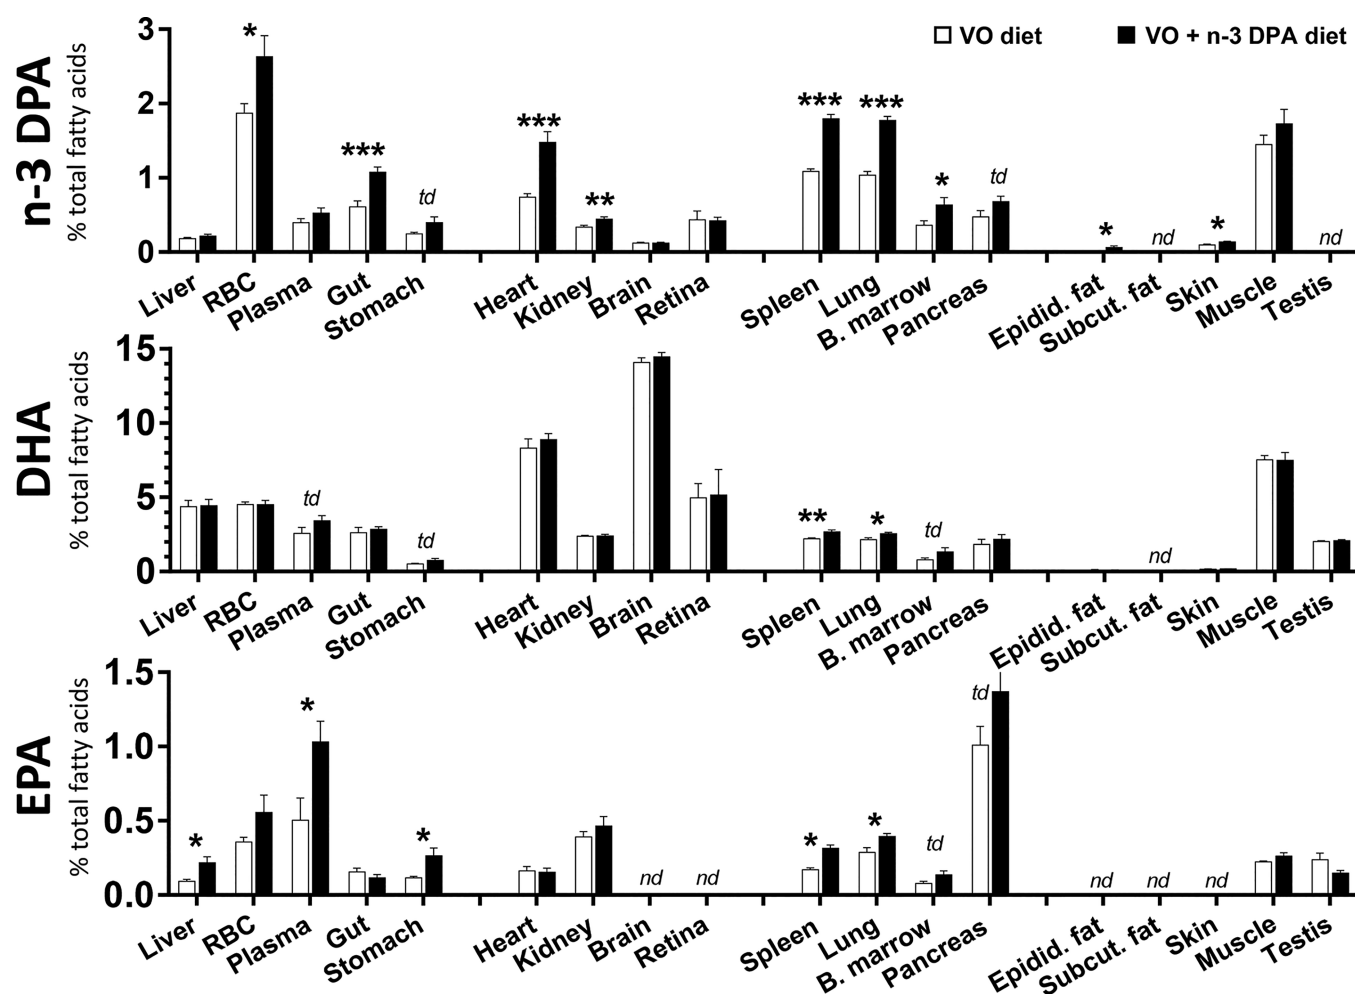 VO diet
VO + n-3 DPA diet
n-3 DPA
% total fatty acids
3
2
1
0
*
***
td
***
**
***
***
*
td
*
nd
*
nd
Liver
RBC
Plasma
Gut
Stomach
Heart
Kidney
Brain
Retina
Spleen
Lung
B. marrow
Pancreas
Epidid. fat
Subcut. fat
Skin
Muscle
Testis
DHA
% total fatty acids
15
10
5
0
td
td
**
*
td
nd
Liver
RBC
Plasma
Gut
Stomach
Heart
Kidney
Brain
Retina
Spleen
Lung
B. marrow
Pancreas
Epidid. fat
Subcut. fat
Skin
Muscle
Testis
EPA
% total fatty acids
1.5
1.0
0.5
0.0
*
*
*
nd
nd
*
*
td
td
nd
nd
nd
Liver
RBC
Plasma
Gut
Stomach
Heart
Kidney
Brain
Retina
Spleen
Lung
B. marrow
Pancreas
Epidid. fat
Subcut. fat
Skin
Muscle
Testis